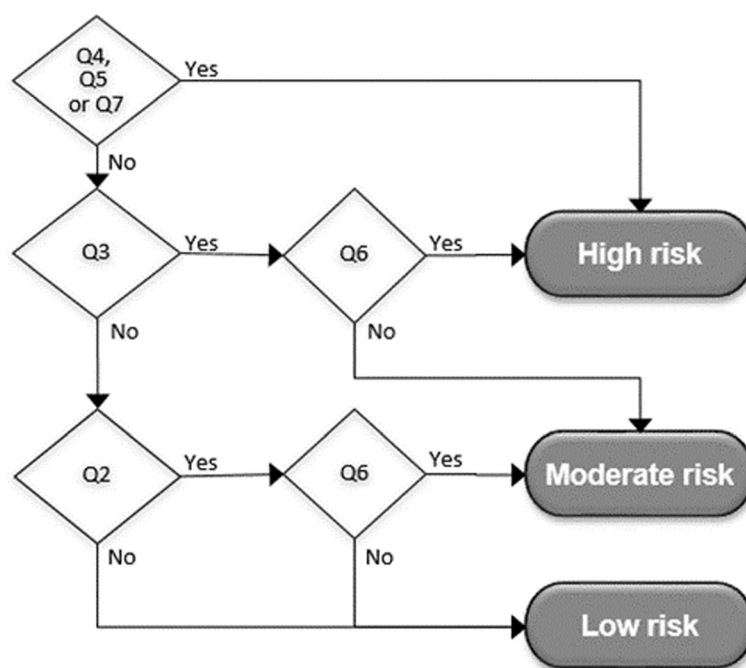 Q4,
Q5
or Q7
Yes
No
Q3
Yes
Q6
Yes
High risk
No
No
Q2
Yes
Q6
Yes
Moderate risk
No
No
Low risk